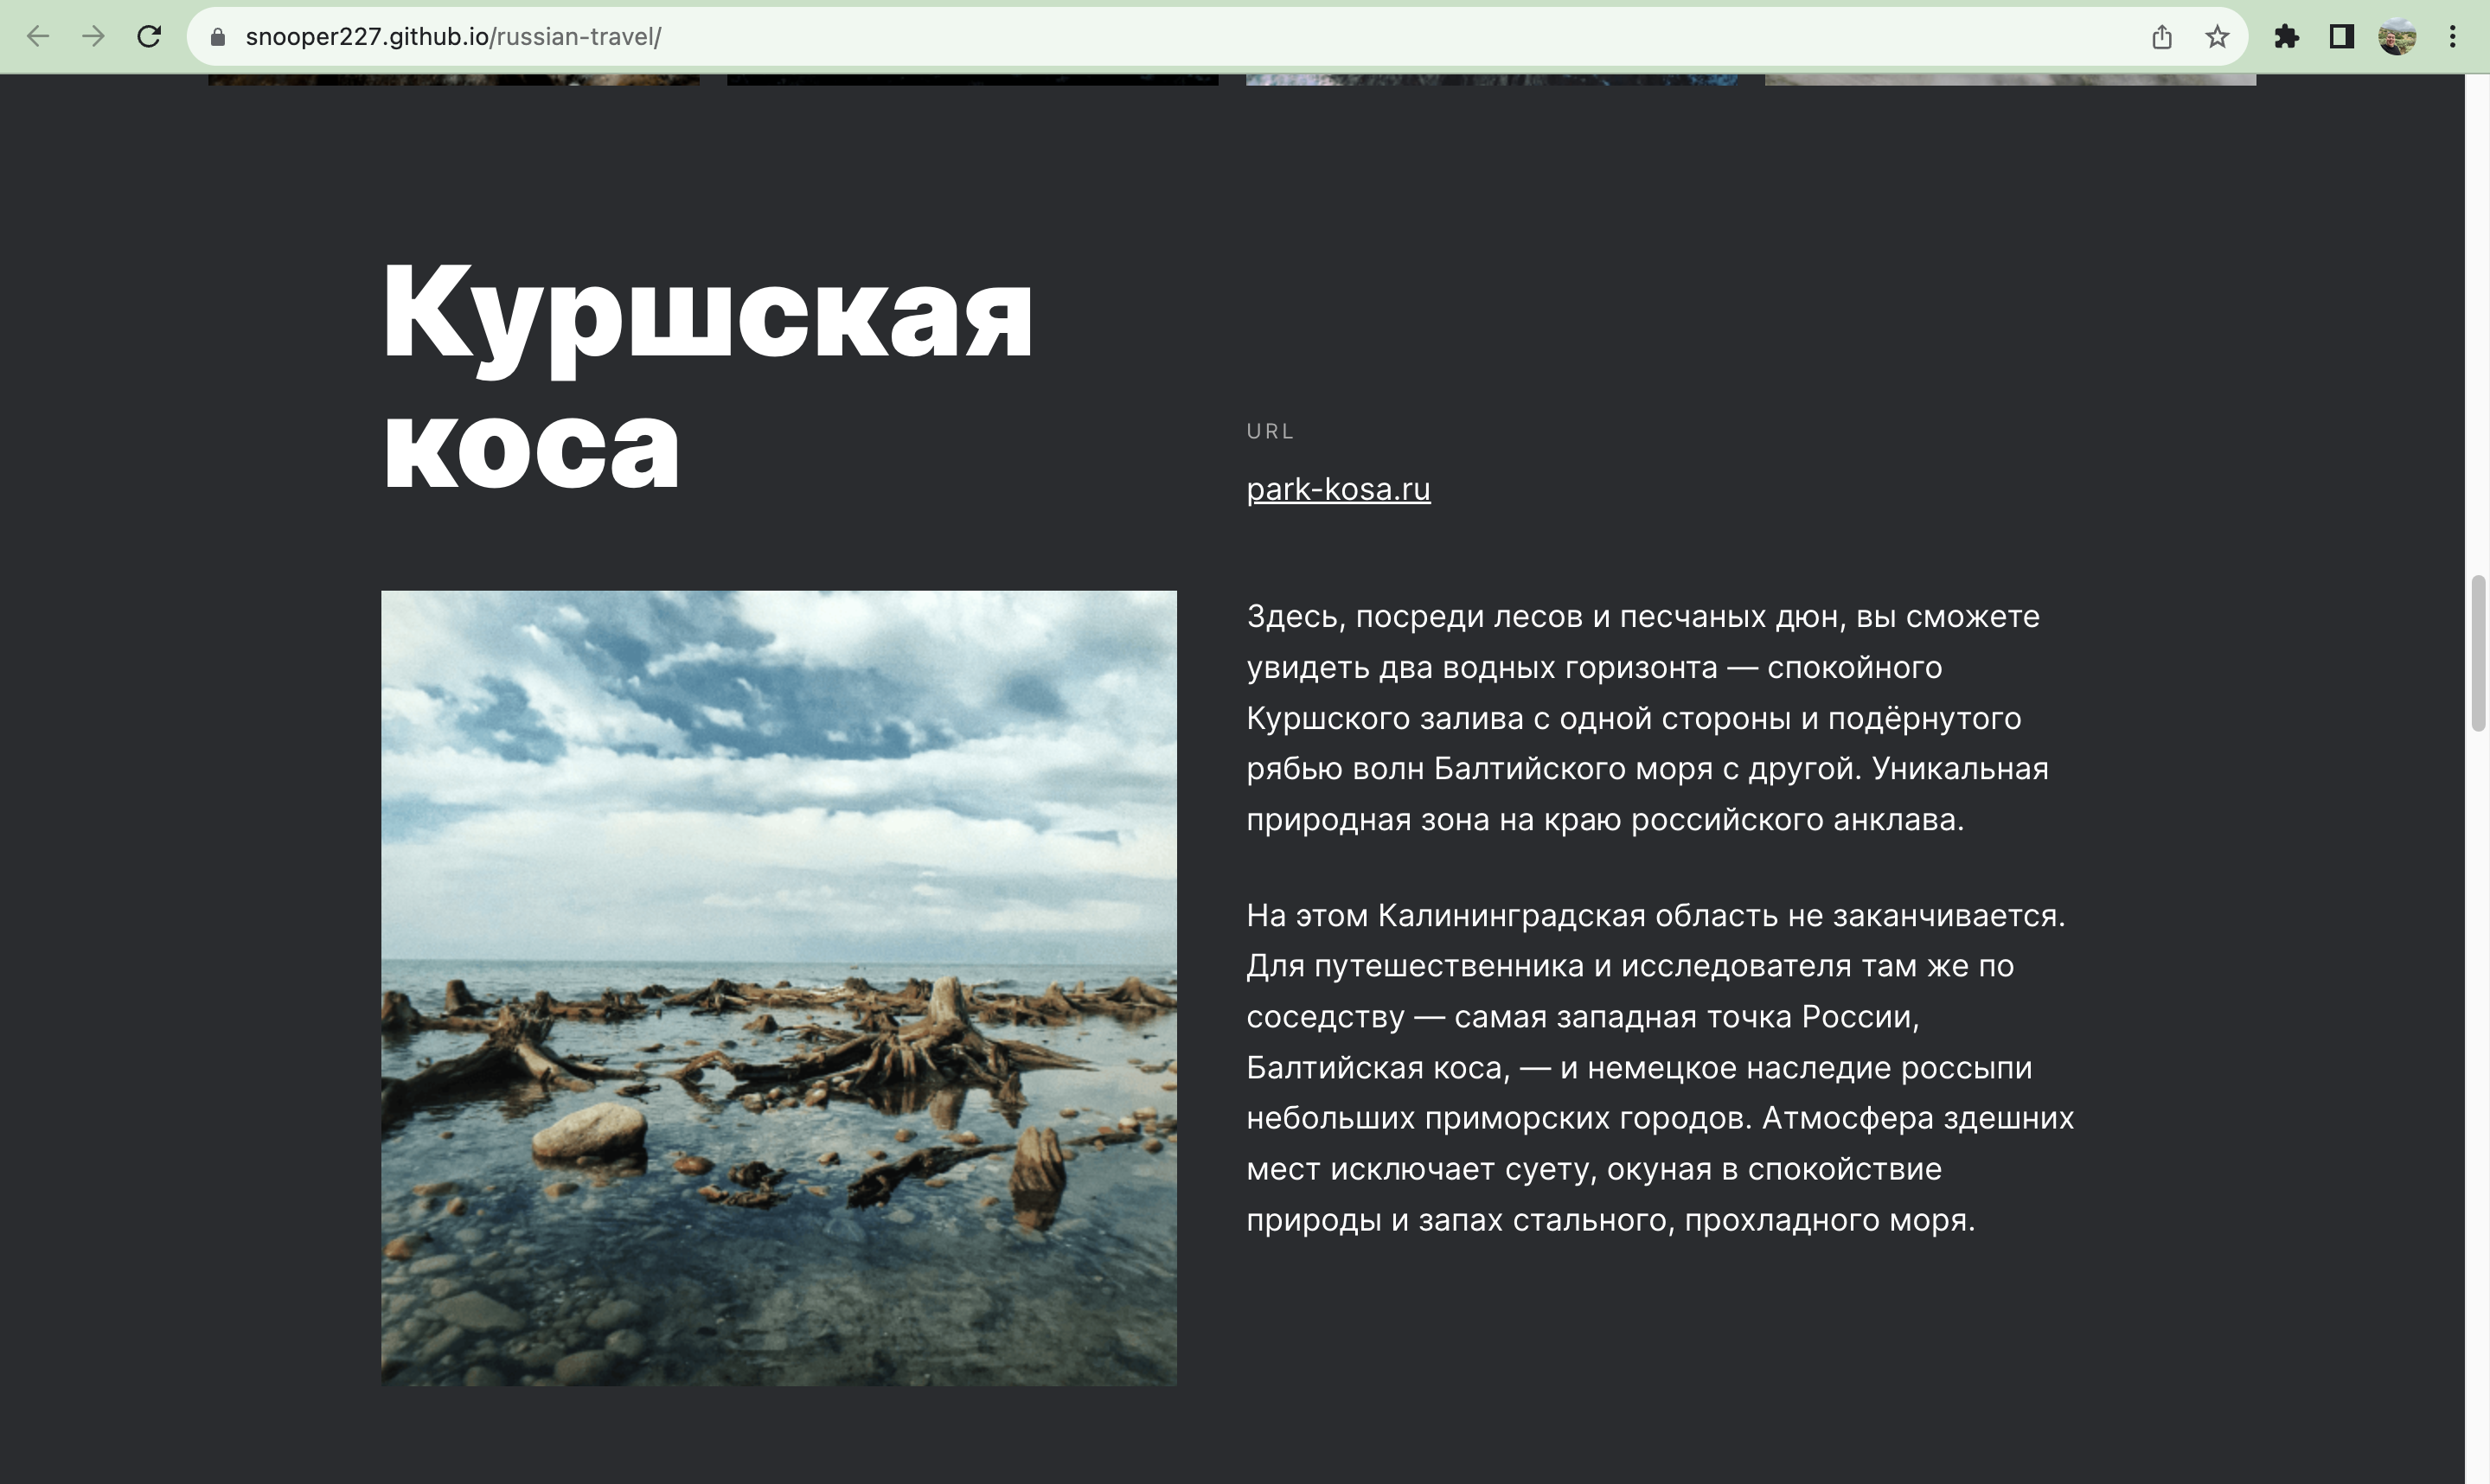 snooper227.github.io/russian-travel/
Куршская
коса
URL
park-kosa.ru
Здесь, посреди лесов и песчаных дюн, вы сможете
увидеть два водных горизонта — спокойного
Куршского залива с одной стороны и подёрнутого
рябью волн Балтийского моря с другой. Уникальная
природная зона на краю российского анклава.
На этом Калининградская область не заканчивается.
Для путешественника и исследователя там же по
соседству — самая западная точка России,
Балтийская коса, — и немецкое наследие россыпи
небольших приморских городов. Атмосфера здешних
мест исключает суету, окуная в спокойствие
природы и запах стального, прохладного моря.